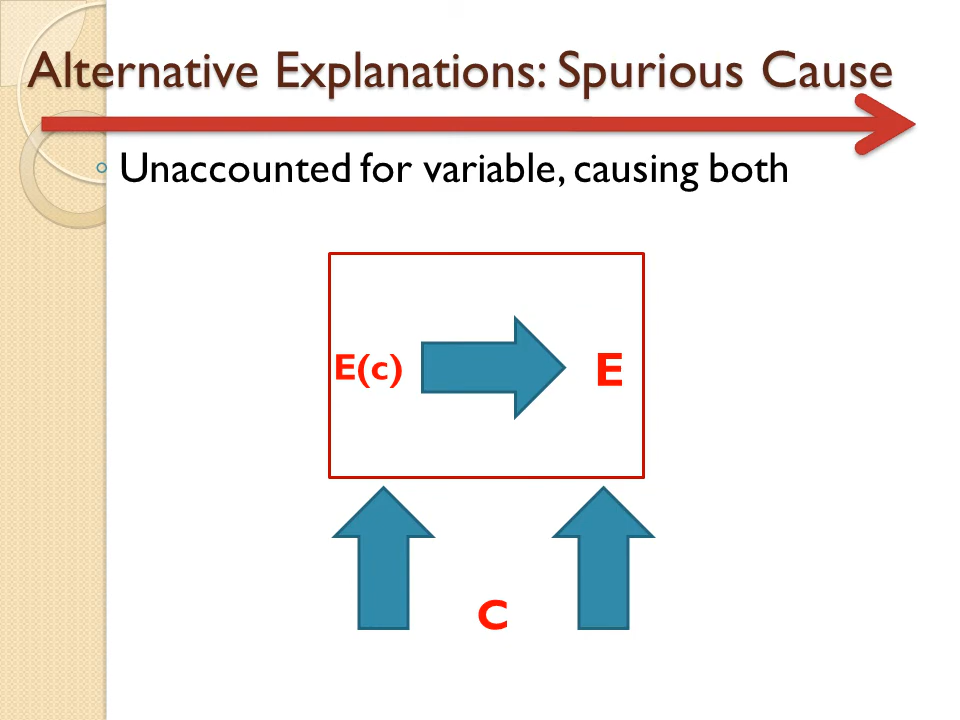 Alternative Explanations: Spurious Cause
◦ Unaccounted for variable, causing both
E(c) E
C